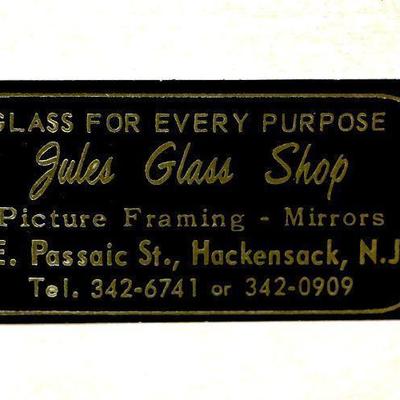 GLASS FOR EVERY PURPOSE
Jules Glass Shop
Picture Framing - Mirrors
E. Passaic St., Hackensack, N.J.
Tel. 342-6741 or 342-0909